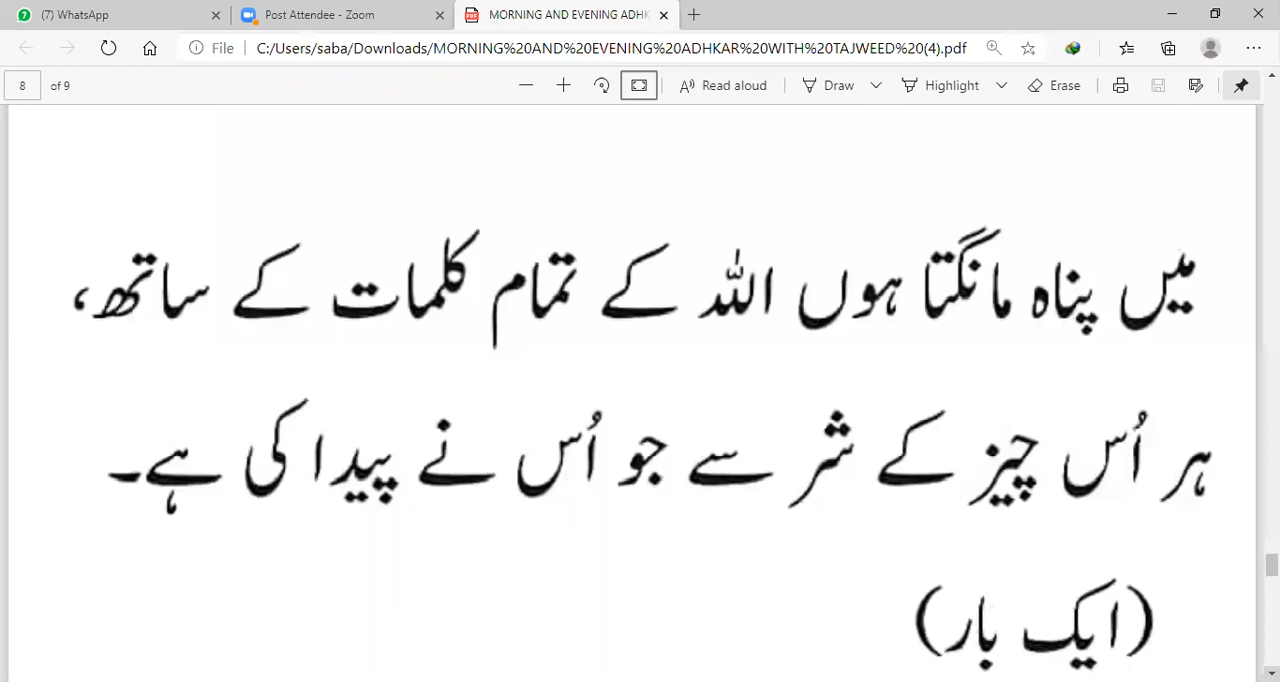 (7) WhatsApp
Post Attendee - Zoom
MORNING AND EVENING ADHK
File C:/Users/saba/Downloads/MORNING%20AND%20EVENING%20ADHKAR%20WITH%20TAJWEED%20(4).pdf
8 of 9 Read aloud Draw Highlight Erase
میں پناہ مانگتا ہوں اللہ کے تمام کلمات کے ساتھ،
ہر اُس چیز کے شر سے جو اُس نے پیدا کی ہے۔
(ایک بار)